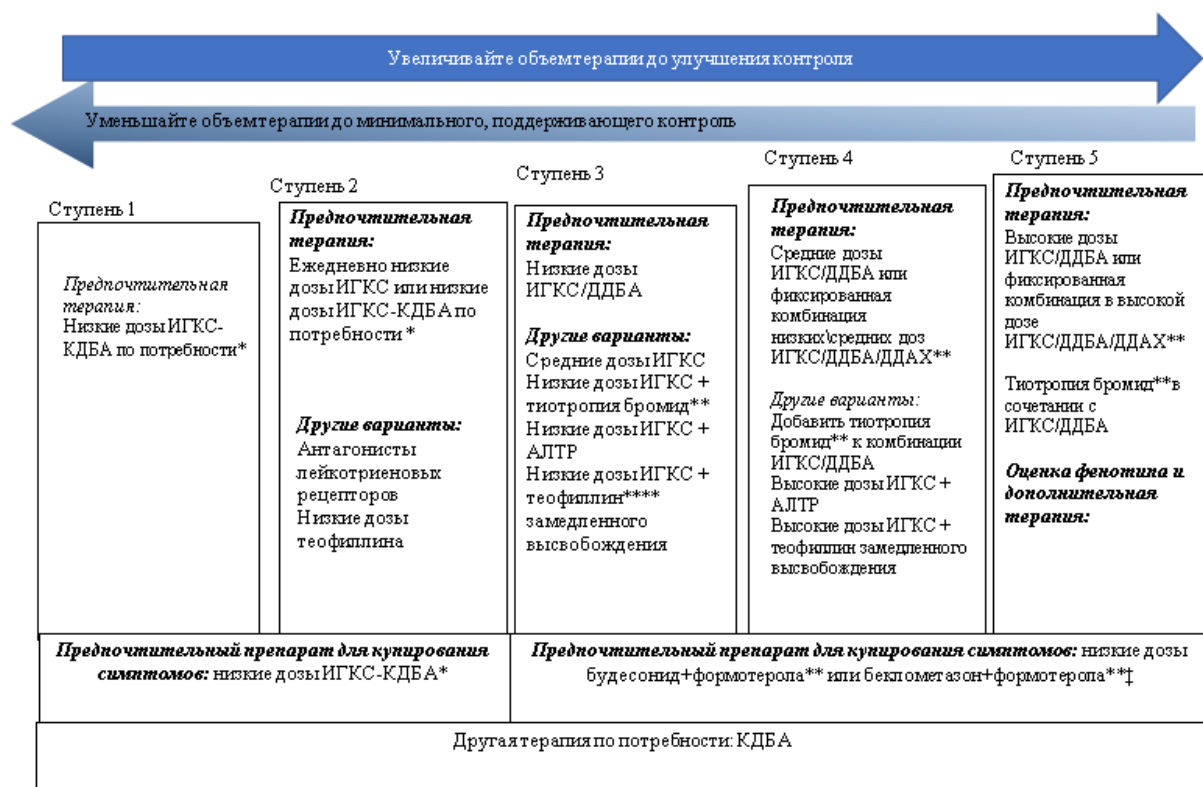 Увеличивайте объемтерапии до улучшения контроля
Уменьшайте объемтерапии до минимального, поддерживающего контроль
Ступень 1
Предпочтительная
терапия:
Низкие дозы ИГКС-
КДБА по потребности*
Ступень 2
Предпочтительная
терапия:
Ежедневно низкие
дозы ИГКС или низкие
дозы ИГКС-КДБА по
потребности *
Другие варианты:
Антагонисты
лейкотриеновых
рецепторов
Низкие дозы
теофиллина
Ступень 3
Предпочтительная
терапия:
Низкие дозы
ИГКС/ДДБА
Другие варианты:
Средние дозы ИГКС
Низкие дозы ИГКС +
тиотропия бромид**
Низкие дозы ИГКС +
АЛТР
Низкие дозы ИГКС +
теофиллин****
замедленного
высвобождения
Ступень 4
Предпочтительная
терапия:
Средние дозы
ИГКС/ДДБА или
фиксированная
комбинация
низких\средних доз
ИГКС/ДДБА/ДДАХ**
Другие варианты:
Добавить тиотропия
бромид** к комбинации
ИГКС/ДДБА
Высокие дозы ИГКС +
АЛТР
Высокие дозы ИГКС +
теофиллин замедленного
высвобождения
Ступень 5
Предпочтительная
терапия:
Высокие дозы
ИГКС/ДДБА или
фиксированная
комбинация в высокой
дозе
ИГКС/ДДБА/ДДАХ**
Тиотропия бромид**в
сочетании с
ИГКС/ДДБА
Оценка фенотипа и
дополнительная
терапия:
Предпочтительный препарат для купирования
симптомов: низкие дозы ИГКС-КДБА*
Предпочтительный препарат для купирования симптомов: низкие дозы
будесонид+формотерола** или беклометазон+формотерола**‡
Другая терапия по потребности: КДБА